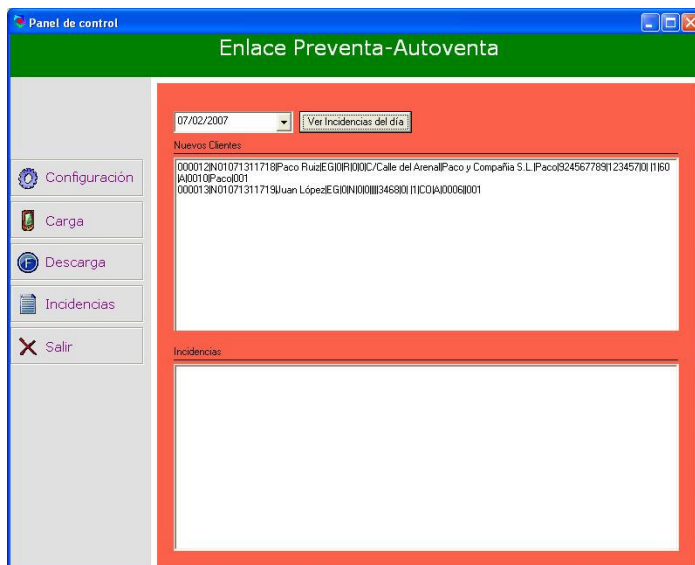 Panel de control
Enlace Preventa-Autoventa
07/02/2007
Ver Incidencias del día
Nuevos Clientes
000012|N01071311718|Paco Ruiz|EG|0|R|0|0|C/Calle del Arenal|Paco y Compañia S.L.|Paco|924567789|123457|0| |1|60
|A|0010|Paco|001
000013|N01071311719|Juan López|EG|0|N|0|0|||||3468|0| |1|CO|A|0006||001
Configuración
Carga
Descarga
Incidencias
Salir
Incidencias